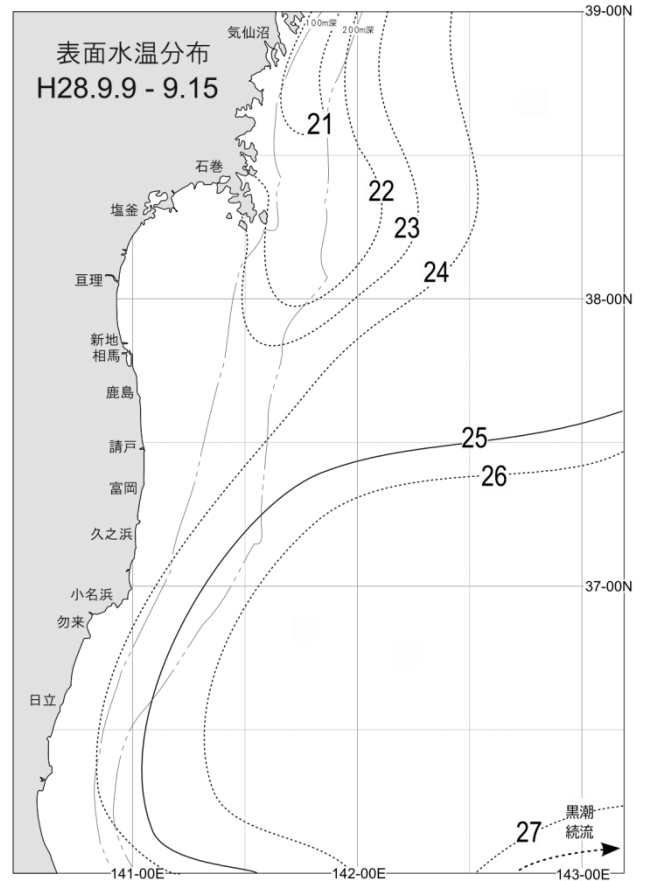 39-00N
気仙沼
100m深
200m深
表面水温分布
H28.9.9 - 9.15
21
石巻
22
塩釜
23
24
亘理
38-00N
新地
相馬
鹿島
25
請戸
26
富岡
久之浜
37-00N
小名浜
勿来
日立
黒潮
続流
27
141-00E
142-00E
143-00E